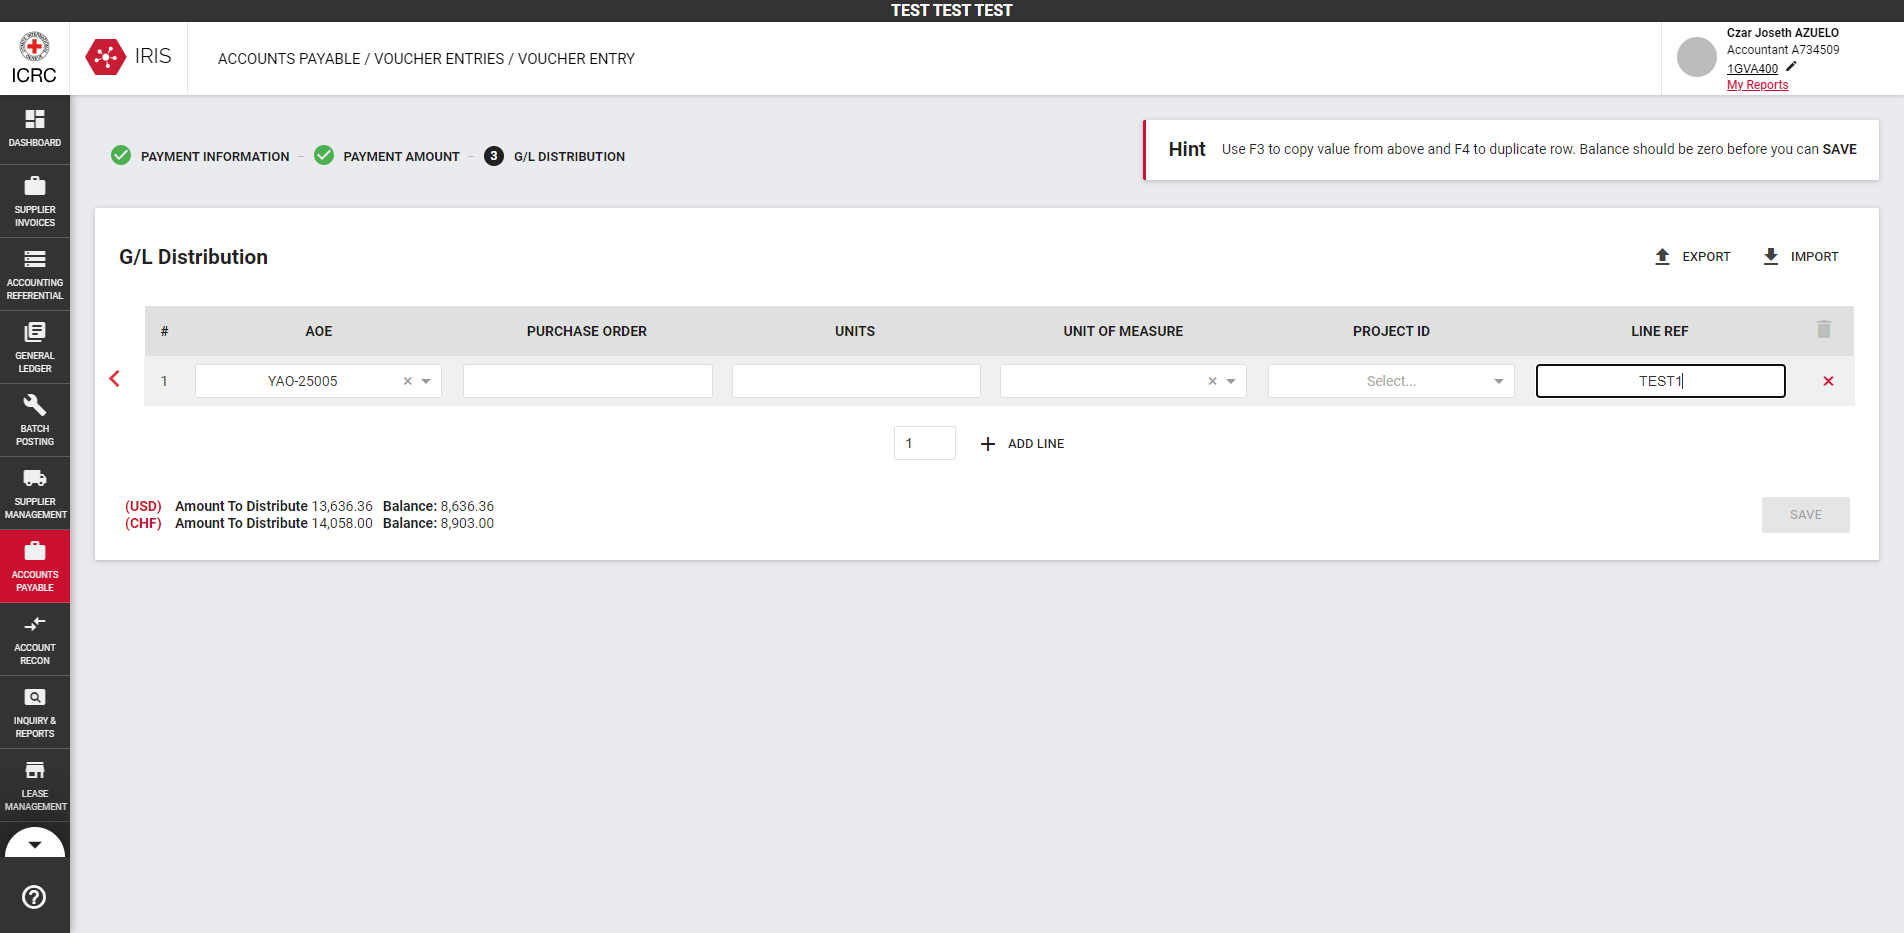 TEST TEST TEST
ICRC
IRIS
ACCOUNTS PAYABLE / VOUCHER ENTRIES / VOUCHER ENTRY
Czar Joseth AZUELO
Accountant A734509
1GVA400
My Reports
DASHBOARD
SUPPLIER
INVOICES
ACCOUNTING
REFERENTIAL
GENERAL
LEDGER
BATCH
POSTING
SUPPLIER
MANAGEMENT
ACCOUNTS
PAYABLE
ACCOUNT
RECON
INQUIRY &
REPORTS
LEASE
MANAGEMENT
PAYMENT INFORMATION
PAYMENT AMOUNT
3 G/L DISTRIBUTION
Hint Use F3 to copy value from above and F4 to duplicate row. Balance should be zero before you can SAVE
G/L Distribution
EXPORT
IMPORT
# AOE PURCHASE ORDER UNITS UNIT OF MEASURE PROJECT ID LINE REF
1 YAO-25005 Select... TEST1
1 ADD LINE
(USD) Amount To Distribute 13,636.36 Balance: 8,636.36
(CHF) Amount To Distribute 14,058.00 Balance: 8,903.00
SAVE